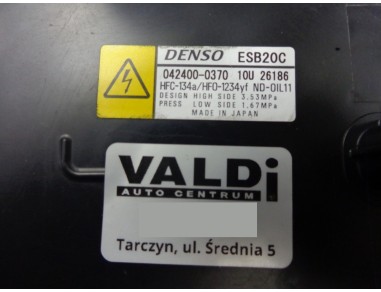 DENSO ESB20C
042400-0370 10U 26186
HFC-134a/HFO-1234yf ND-OIL11
DESIGN HIGH SIDE 3.53MPa
PRESS LOW SIDE 1.67MPa
MADE IN JAPAN
VALDi
AUTO CENTRUM
Tarczyn, ul. Średnia 5